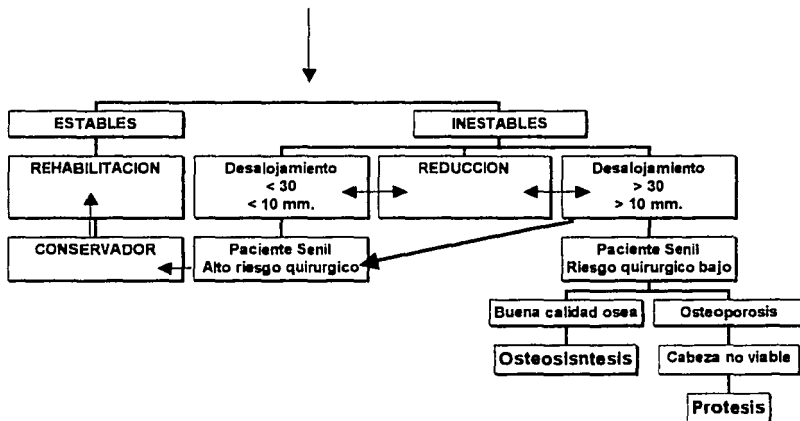 ESTABLES
INESTABLES
REHABILITACION
Desalojamiento
< 30
< 10 mm.
REDUCCION
Desalojamiento
> 30
> 10 mm.
CONSERVADOR
Paciente Senil
Alto riesgo quirurgico
Paciente Senil
Riesgo quirurgico bajo
Buena calidad osea
Osteoporosis
Osteosisntesis
Cabeza no viable
Protesis